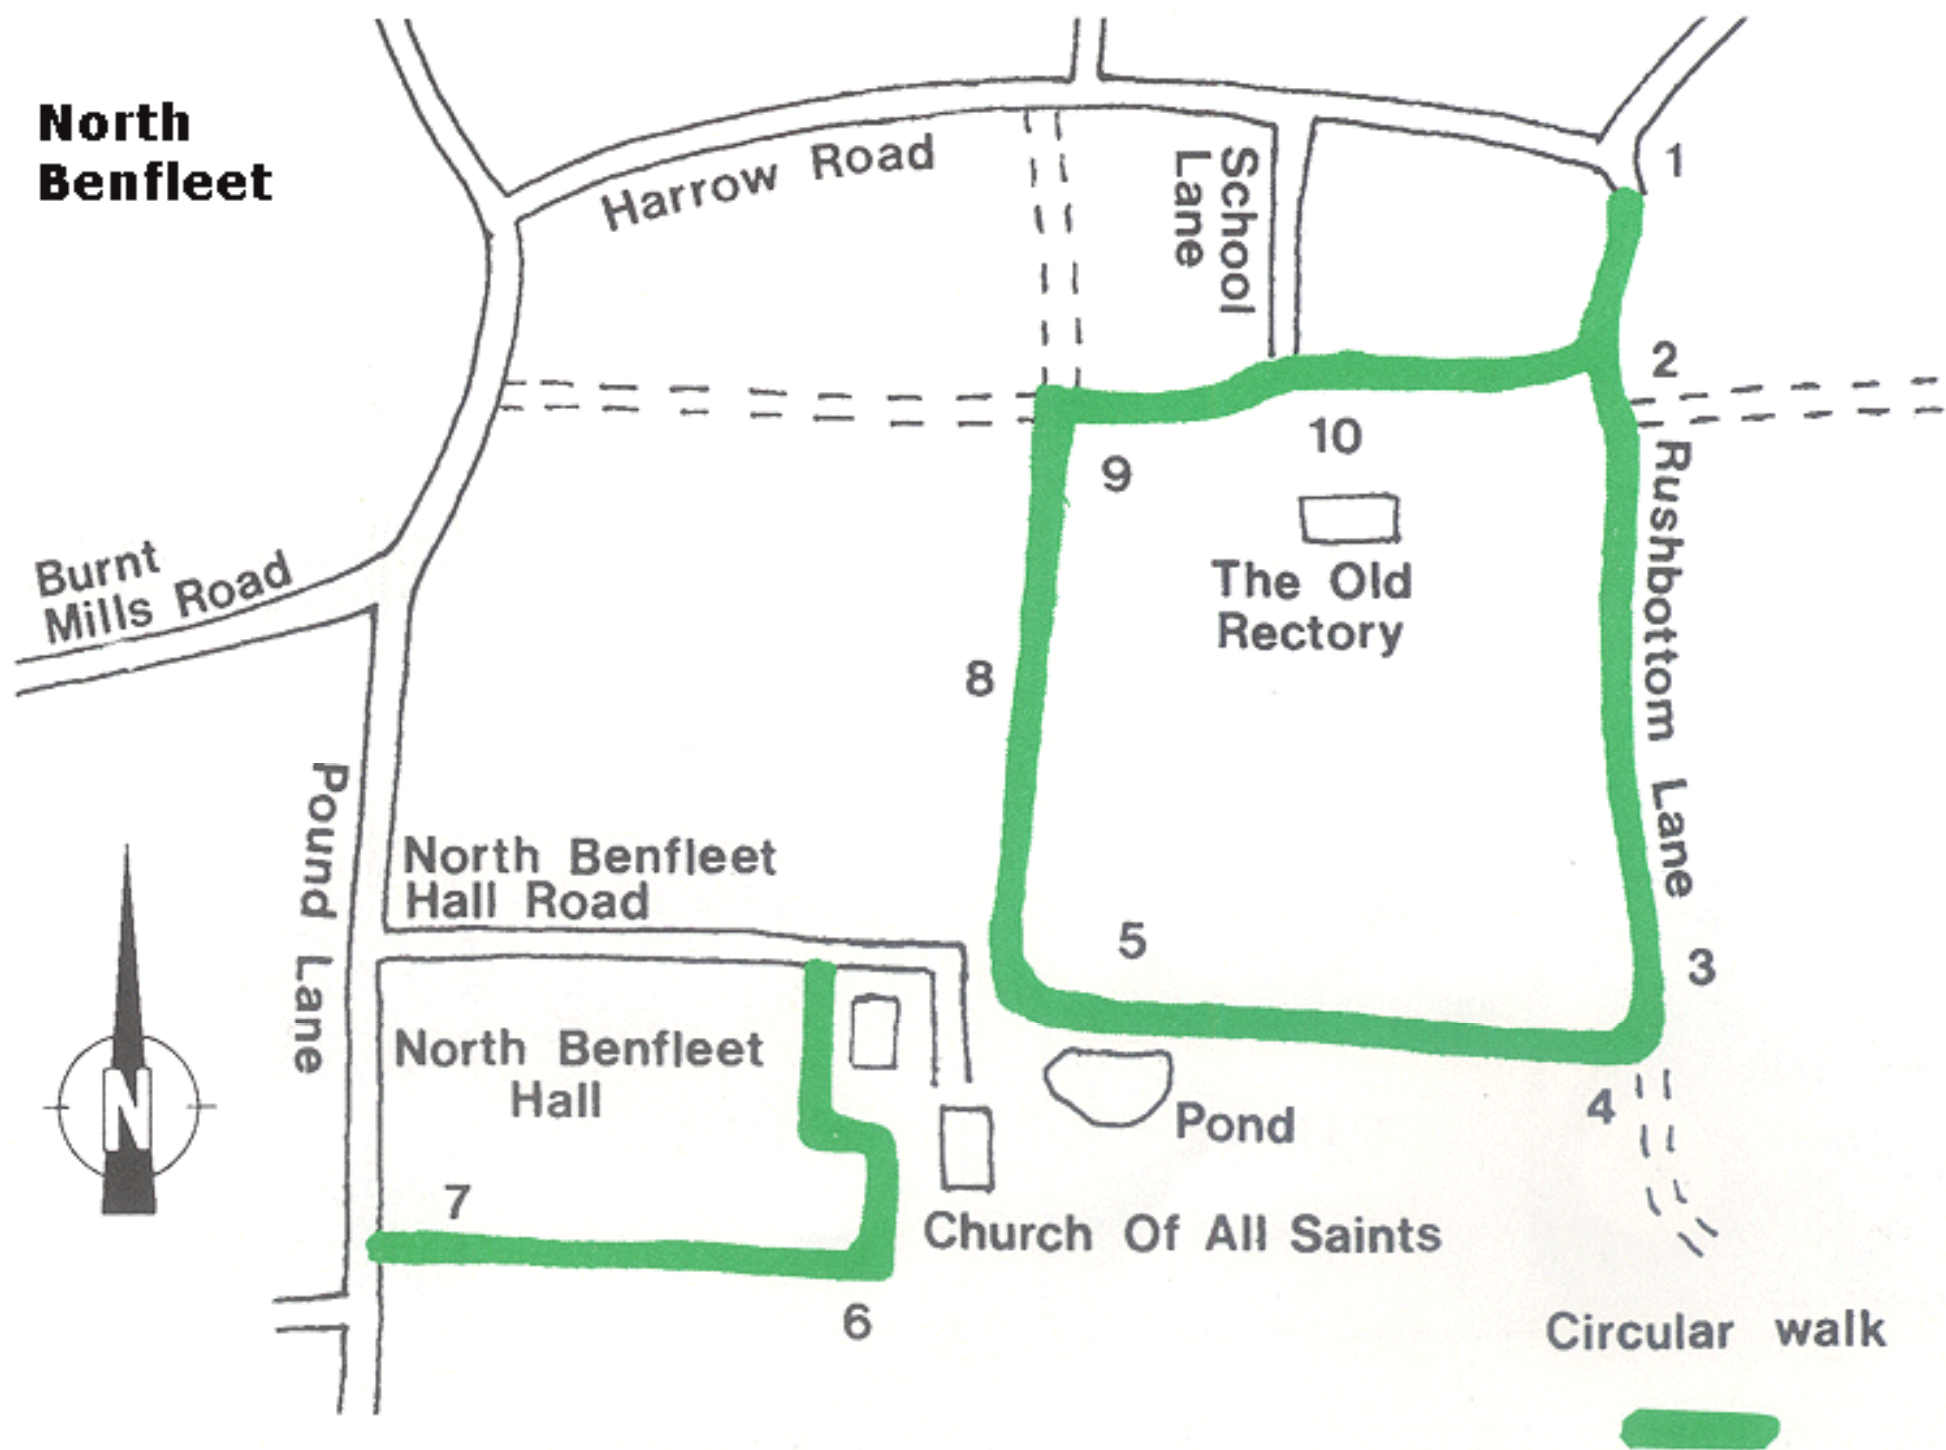 North
Benfleet
Harrow Road
School
Lane
1
2
10
9
The Old
Rectory
Rushbottom Lane
Burnt
Mills Road
8
Pound Lane
North Benfleet
Hall Road
5
3
North Benfleet
Hall
4
Pond
7
Church Of All Saints
N
6
Circular walk